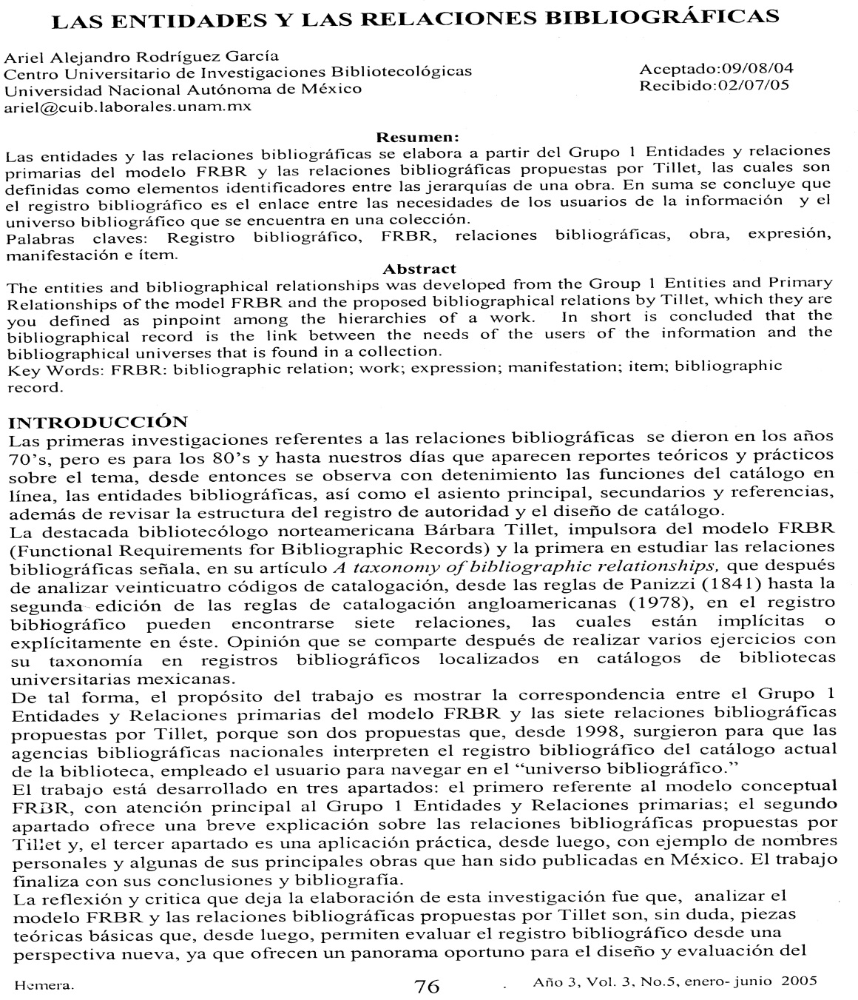 LAS ENTIDADES Y LAS RELACIONES BIBLIOGRÁFICAS
Ariel Alejandro Rodríguez García
Centro Universitario de Investigaciones Bibliotecológicas
Universidad Nacional Autónoma de México
ariel@cuib.laborales.unam.mx
Aceptado:09/08/04
Recibido:02/07/05
Resumen:
Las entidades y las relaciones bibliográficas se elabora a partir del Grupo 1 Entidades y relaciones
primarias del modelo FRBR y las relaciones bibliográficas propuestas por Tillet, las cuales son
definidas como elementos identificadores entre las jerarquías de una obra. En suma se concluye que
el registro bibliográfico es el enlace entre las necesidades de los usuarios de la información y el
universo bibliográfico que se encuentra en una colección.
Palabras claves: Registro bibliográfico, FRBR, relaciones bibliográficas, obra, expresión,
manifestación e ítem.
Abstract
The entities and bibliographical relationships was developed from the Group 1 Entities and Primary
Relationships of the model FRBR and the proposed bibliographical relations by Tillet, which they are
you defined as pinpoint among the hierarchies of a work. In short is concluded that the
bibliographical record is the link between the needs of the users of the information and the
bibliographical universes that is found in a collection.
Key Words: FRBR: bibliographic relation; work; expression; manifestation; item; bibliographic
record.
INTRODUCCIÓN
Las primeras investigaciones referentes a las relaciones bibliográficas se dieron en los años
70's, pero es para los 80's y hasta nuestros días que aparecen reportes teóricos y prácticos
sobre el tema, desde entonces se observa con detenimiento las funciones del catálogo en
línea, las entidades bibliográficas, así como el asiento principal, secundarios y referencias,
además de revisar la estructura del registro de autoridad y el diseño de catálogo.
La destacada bibliotecólogo norteamericana Bárbara Tillet, impulsora del modelo FRBR
(Functional Requirements for Bibliographic Records) y la primera en estudiar las relaciones
bibliográficas señala, en su artículo A taxonomy of bibliographic relationships, que después
de analizar veinticuatro códigos de catalogación, desde las reglas de Panizzi (1841) hasta la
segunda edición de las reglas de catalogación angloamericanas (1978), en el registro
bibliográfico pueden encontrarse siete relaciones, las cuales están implícitas o
explícitamente en éste. Opinión que se comparte después de realizar varios ejercicios con
su taxonomía en registros bibliográficos localizados en catálogos de bibliotecas
universitarias mexicanas.
De tal forma, el propósito del trabajo es mostrar la correspondencia entre el Grupo 1
Entidades y Relaciones primarias del modelo FRBR y las siete relaciones bibliográficas
propuestas por Tillet, porque son dos propuestas que, desde 1998, surgieron para que las
agencias bibliográficas nacionales interpreten el registro bibliográfico del catálogo actual
de la biblioteca, empleado el usuario para navegar en el “universo bibliográfico.”
El trabajo está desarrollado en tres apartados: el primero referente al modelo conceptual
FRBR, con atención principal al Grupo 1 Entidades y Relaciones primarias; el segundo
apartado ofrece una breve explicación sobre las relaciones bibliográficas propuestas por
Tillet y, el tercer apartado es una aplicación práctica, desde luego, con ejemplo de nombres
personales y algunas de sus principales obras que han sido publicadas en México. El trabajo
finaliza con sus conclusiones y bibliografía.
La reflexión y critica que deja la elaboración de esta investigación fue que, analizar el
modelo FRBR y las relaciones bibliográficas propuestas por Tillet son, sin duda, piezas
teóricas básicas que, desde luego, permiten evaluar el registro bibliográfico desde una
perspectiva nueva, ya que ofrecen un panorama oportuno para el diseño y evaluación del
Hemera.
76
Año 3, Vol. 3, No.5, enero- junio 2005